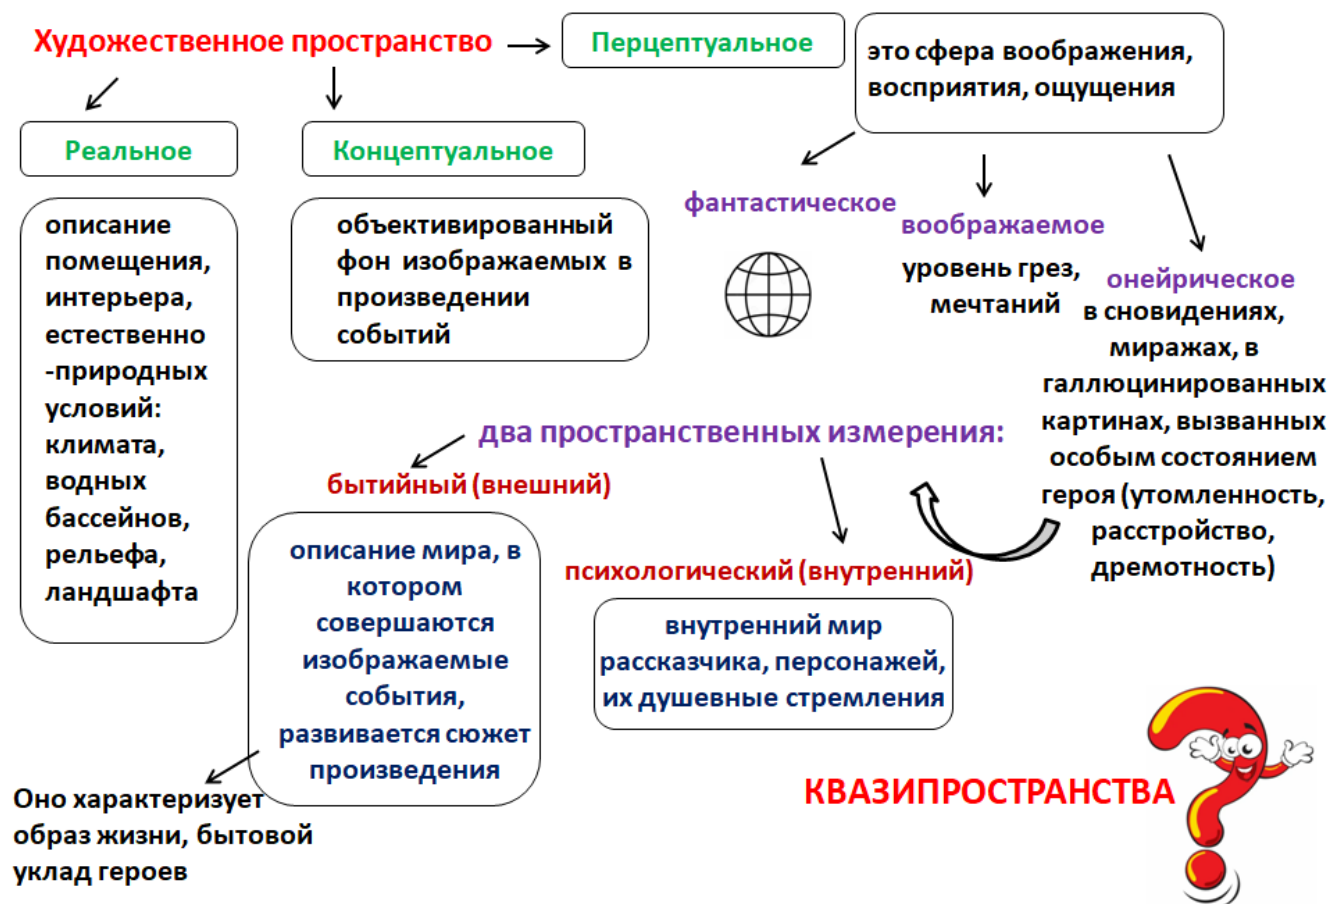 Художественное пространство
Перцептуальное
это сфера воображения,
восприятия, ощущения
Реальное
Концептуальное
описание
помещения,
интерьера,
естественно
-природных
условий:
климата,
водных
бассейнов,
рельефа,
ландшафта
объективированный
фон изображаемых в
произведении
событий
фантастическое
воображаемое
уровень грез,
мечтаний
онейрическое
в сновидениях,
миражах, в
галлюцинированных
картинах, вызванных
особым состоянием
героя (утомленность,
расстройство,
дремотность)
два пространственных измерения:
бытийный (внешний)
описание мира, в
котором
совершаются
изображаемые
события,
развивается сюжет
произведения
психологический (внутренний)
внутренний мир
рассказчика, персонажей,
их душевные стремления
Оно характеризует
образ жизни, бытовой
уклад героев
КВАЗИПРОСТРАНСТВА